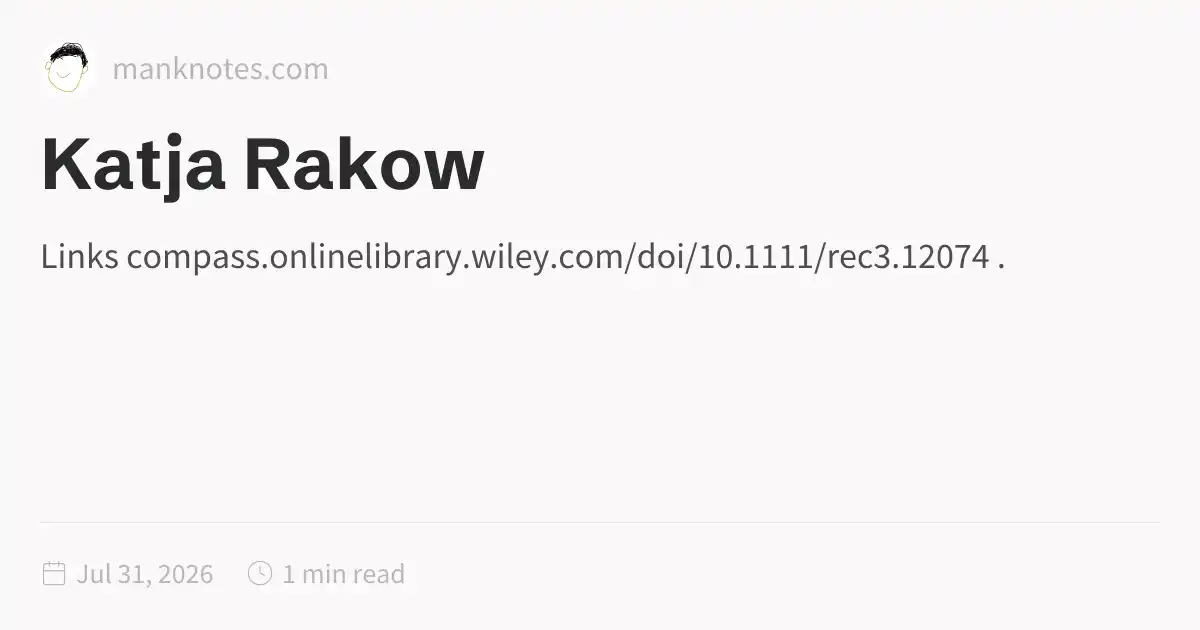 manknotes.com
Katja Rakow
Links compass.onlinelibrary.wiley.com/doi/10.1111/rec3.12074 .
Jul 31, 2026 1 min read